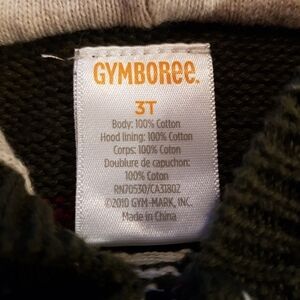 GYMBOREE.
3T
Body: 100% Cotton
Hood lining: 100% Cotton
Corps: 100% Coton
Doublure de capuchon:
100% Coton
RN70530/CA31802
©2010 GYM-MARK, INC.
Made in China